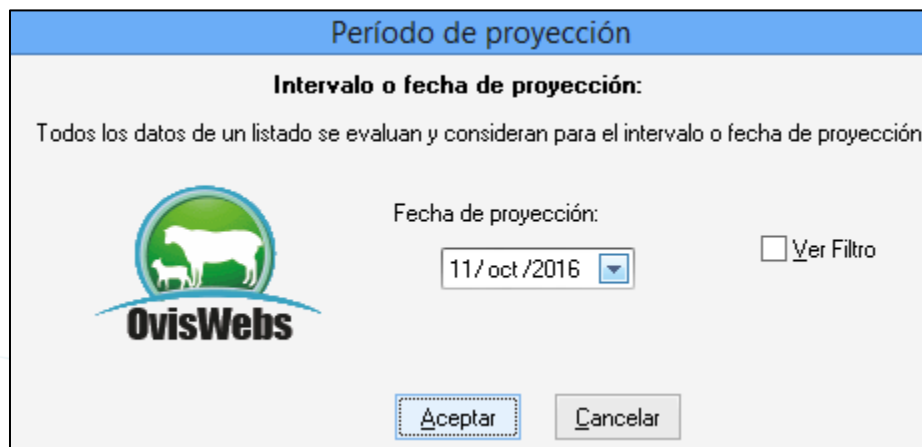 Período de proyección
Intervalo o fecha de proyección:
Todos los datos de un listado se evaluan y consideran para el intervalo o fecha de proyección
Fecha de proyección:
11/ oct /2016
Ver Filtro
OvisWebs
Aceptar
Cancelar